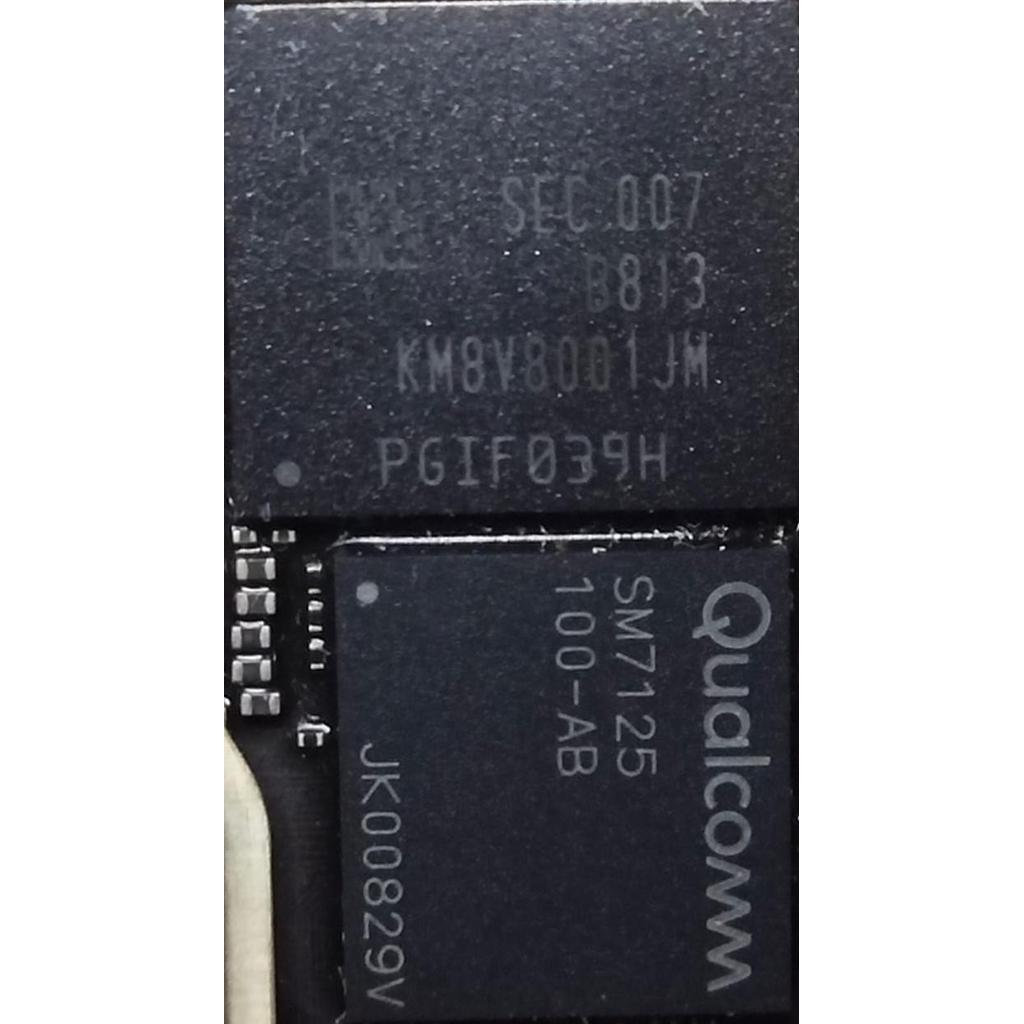 SEC 007
B813
KM8V8001JM
PGIF039H
Qualcomm
SM7125
100-AB
JK00829V